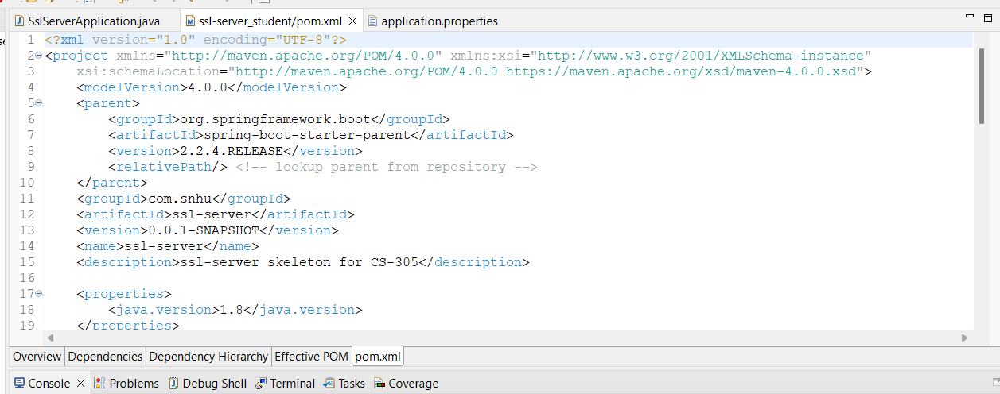 SslServerApplication.java ssl-server_student/pom.xml application.properties
1 <?xml version="1.0" encoding="UTF-8"?>
2 <project xmlns="http://maven.apache.org/POM/4.0.0" xmlns:xsi="http://www.w3.org/2001/XMLSchema-instance"
3 xsi:schemaLocation="http://maven.apache.org/POM/4.0.0 https://maven.apache.org/xsd/maven-4.0.0.xsd">
4 <modelVersion>4.0.0</modelVersion>
5 <parent>
6 <groupId>org.springframework.boot</groupId>
7 <artifactId>spring-boot-starter-parent</artifactId>
8 <version>2.2.4.RELEASE</version>
9 <relativePath/> <!-- lookup parent from repository -->
10 </parent>
11 <groupId>com.snhu</groupId>
12 <artifactId>ssl-server</artifactId>
13 <version>0.0.1-SNAPSHOT</version>
14 <name>ssl-server</name>
15 <description>ssl-server skeleton for CS-305</description>
16
17 <properties>
18 <java.version>1.8</java.version>
19 </properties>
Overview Dependencies Dependency Hierarchy Effective POM pom.xml
Console Problems Debug Shell Terminal Tasks Coverage